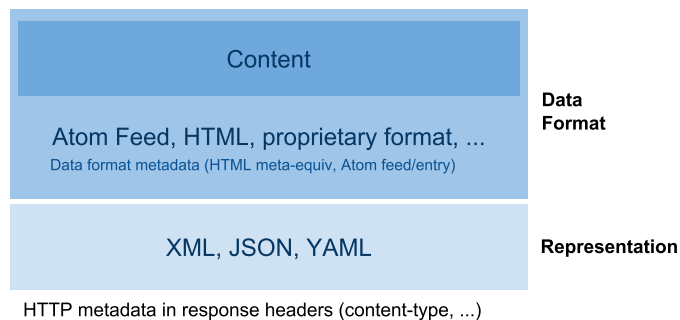 Content
Data
Format
Atom Feed, HTML, proprietary format, ...
Data format metadata (HTML meta-equiv, Atom feed/entry)
XML, JSON, YAML
Representation
HTTP metadata in response headers (content-type, ...)